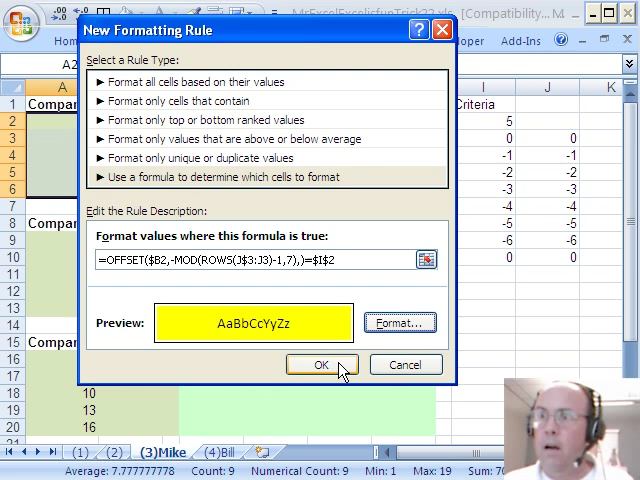 MrExcelExcelisfunTrick22.xls [Compatibility
Hom
Developer
Add-Ins
A2
New Formatting Rule
Select a Rule Type:
► Format all cells based on their values
► Format only cells that contain
► Format only top or bottom ranked values
► Format only values that are above or below average
► Format only unique or duplicate values
► Use a formula to determine which cells to format
Edit the Rule Description:
Format values where this formula is true:
=OFFSET($B2,-MOD(ROWS(J$3:J3)-1,7),)=$I$2
Preview:
AaBbCcYyZz
Format...
OK
Cancel
A
I
J
K
1 Compar Criteria
2 5
3 0 0
4 -1 -1
5 -2 -2
6 -3 -3
7 -4 -4
8 Compar -5 -5
9 -6 -6
10 0 0
11
12
13
14
15 Compar
16
17
18 10
19 13
20 16
21
(1) (2) (3)Mike (4)Bill
Average: 7.777777778 Count: 9 Numerical Count: 9 Min: 1 Max: 19 Sum: 70